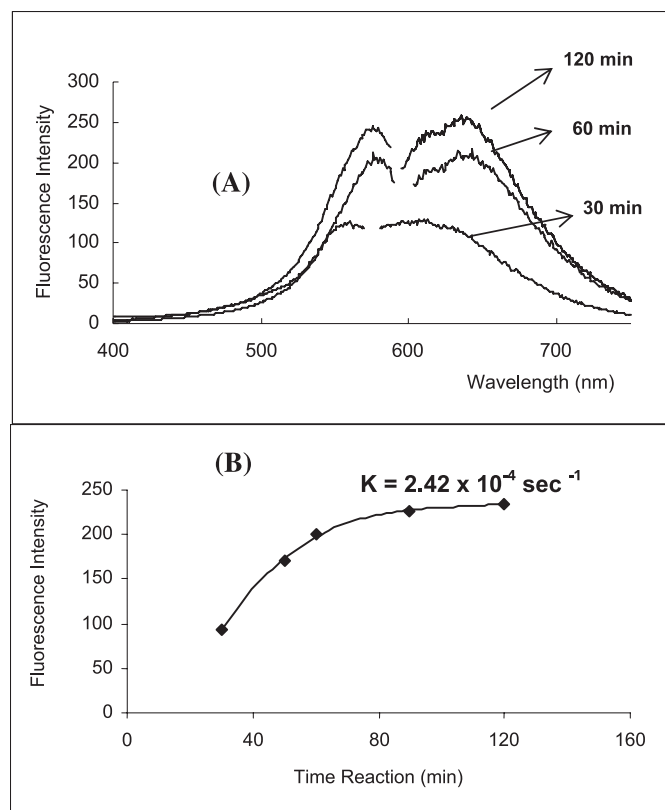 300
250
200
150
100
50
0
Fluorescence Intensity
(A)
120 min
60 min
30 min
400 500 600 700
Wavelength (nm)
(B)
K = 2.42 x 10⁻⁴ sec ⁻¹
250
200
150
100
50
0
Fluorescence Intensity
0 40 80 120 160
Time Reaction (min)